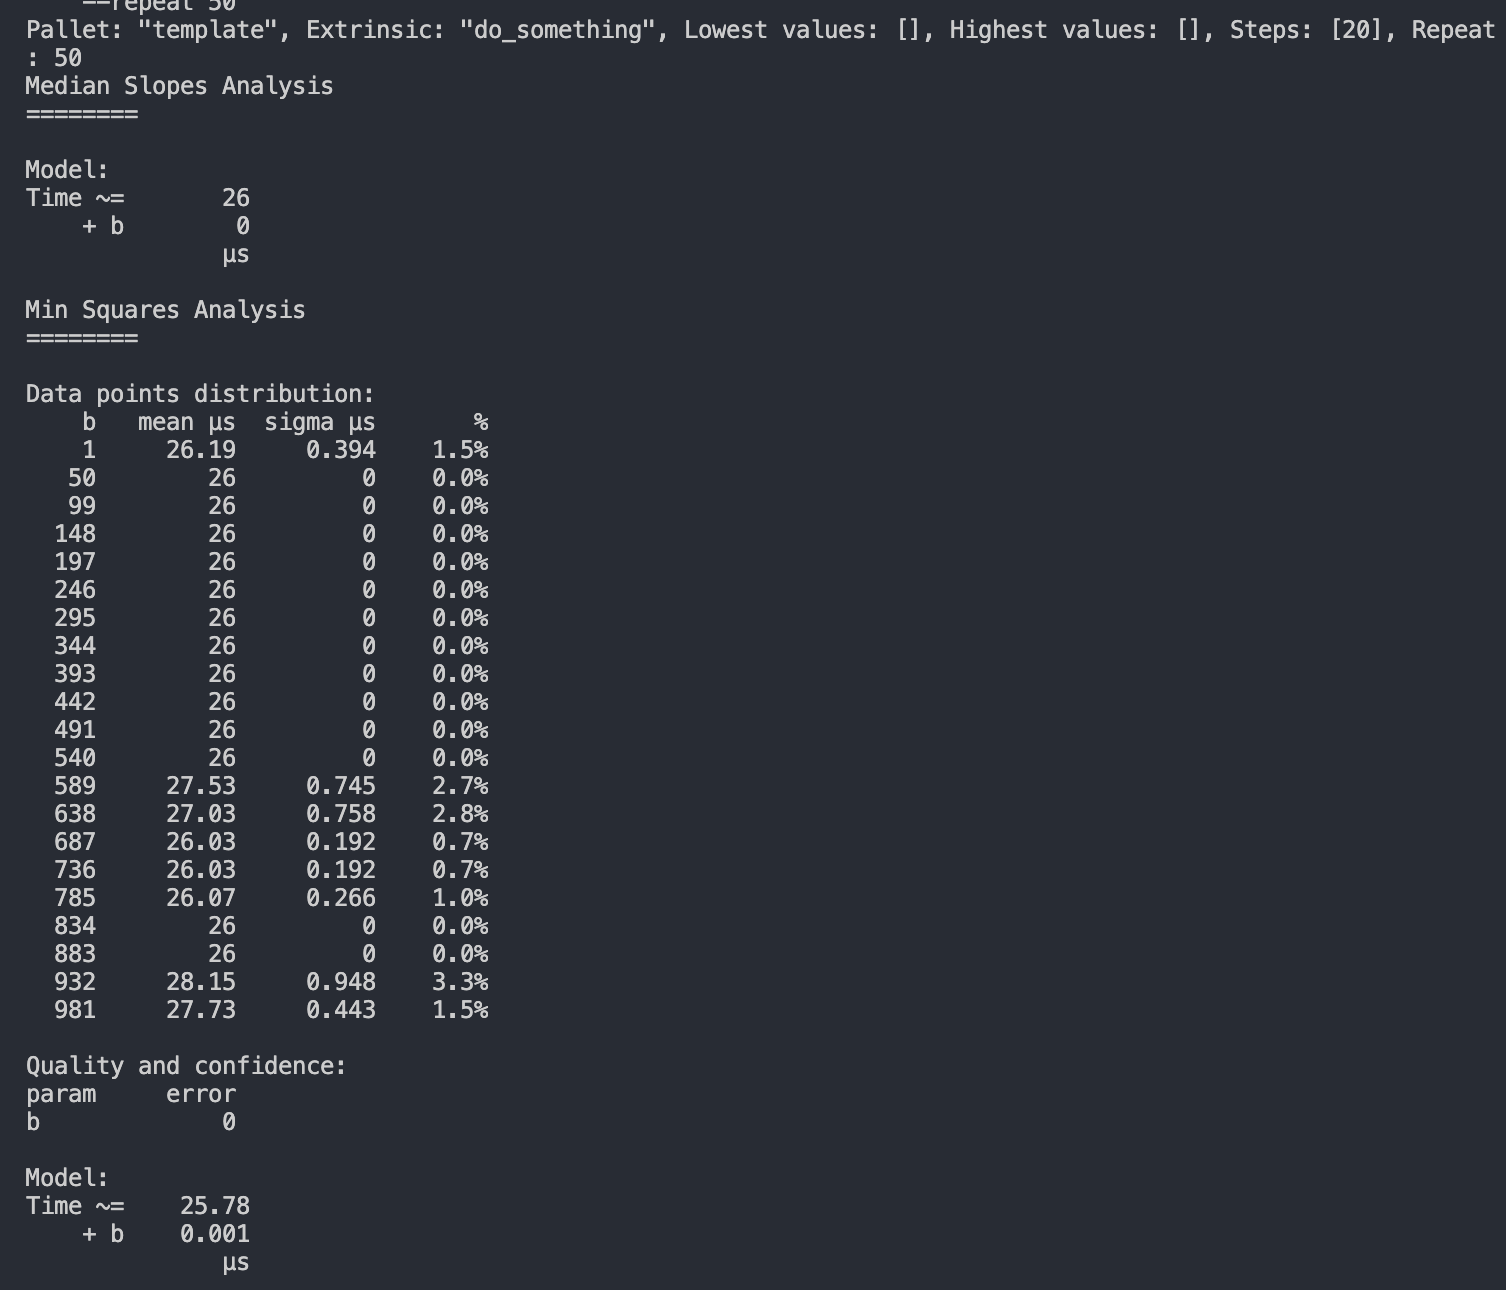 --repeat 50
Pallet: "template", Extrinsic: "do_something", Lowest values: [], Highest values: [], Steps: [20], Repeat
: 50
Median Slopes Analysis
========
Model:
Time ~=       26
    + b        0
              µs
Min Squares Analysis
========
Data points distribution:
    b   mean µs  sigma µs       %
    1     26.19     0.394    1.5%
   50        26         0    0.0%
   99        26         0    0.0%
  148        26         0    0.0%
  197        26         0    0.0%
  246        26         0    0.0%
  295        26         0    0.0%
  344        26         0    0.0%
  393        26         0    0.0%
  442        26         0    0.0%
  491        26         0    0.0%
  540        26         0    0.0%
  589     27.53     0.745    2.7%
  638     27.03     0.758    2.8%
  687     26.03     0.192    0.7%
  736     26.03     0.192    0.7%
  785     26.07     0.266    1.0%
  834        26         0    0.0%
  883        26         0    0.0%
  932     28.15     0.948    3.3%
  981     27.73     0.443    1.5%
Quality and confidence:
param     error
b             0
Model:
Time ~=    25.78
    + b    0.001
              µs